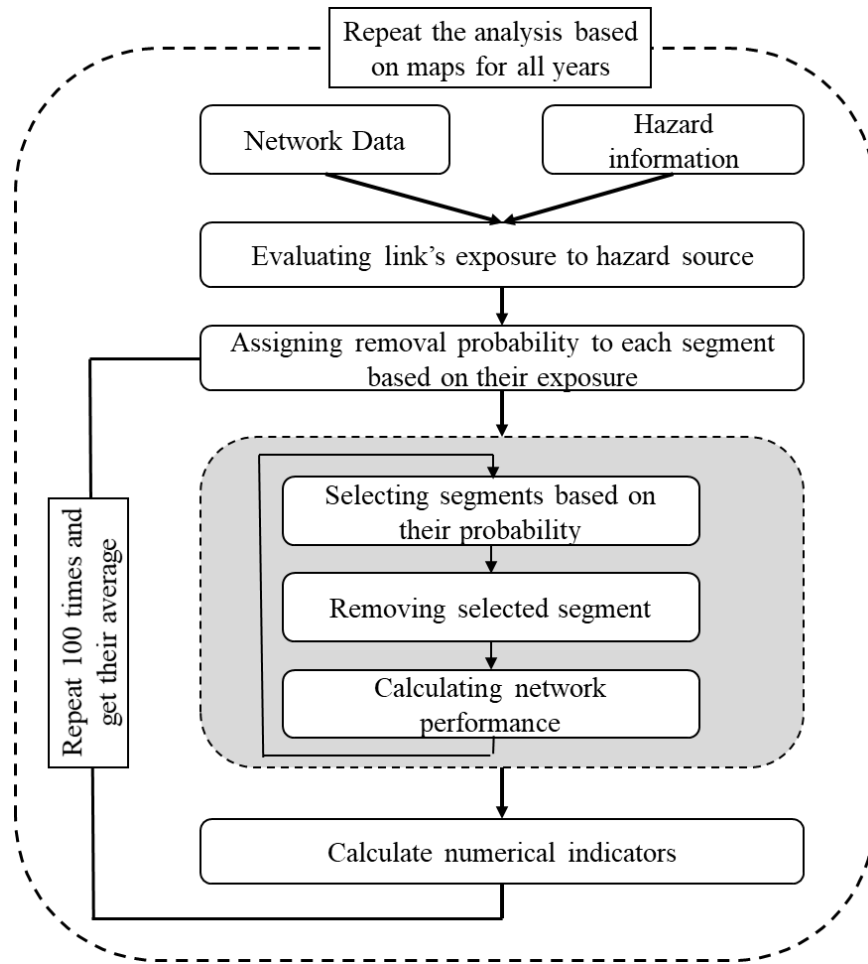 Repeat the analysis based
on maps for all years
Network Data
Hazard
information
Evaluating link's exposure to hazard source
Assigning removal probability to each segment
based on their exposure
Selecting segments based on
their probability
Removing selected segment
Calculating network
performance
Repeat 100 times and
get their average
Calculate numerical indicators